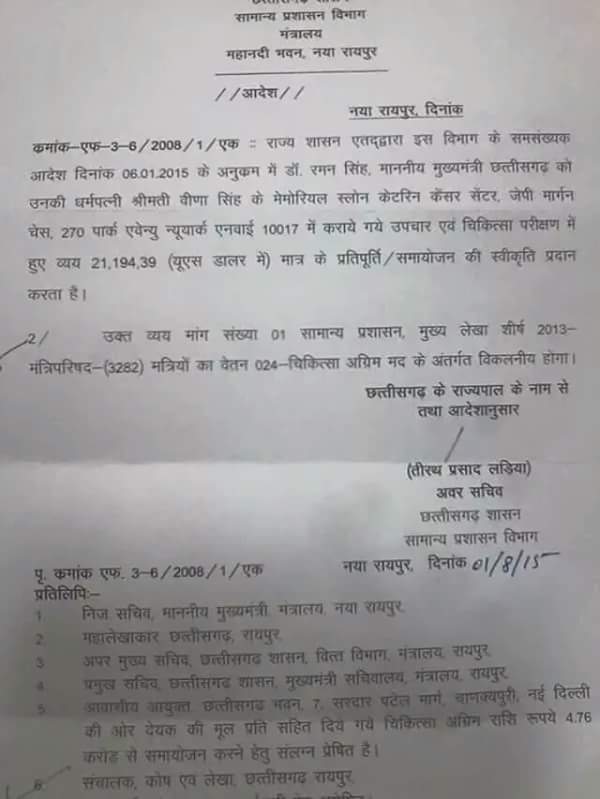 छत्तीसगढ़ शासन
सामान्य प्रशासन विभाग
मंत्रालय
महानदी भवन, नया रायपुर
//आदेश//
नया रायपुर, दिनांक
कमांक-एफ-3-6/2008/1/एक :: राज्य शासन एतद्द्वारा इस विभाग के समसंख्यक
आदेश दिनांक 06.01.2015 के अनुक्रम में डॉ. रमन सिंह, माननीय मुख्यमंत्री छत्तीसगढ़ को
उनकी धर्मपत्नी श्रीमती वीणा सिंह के मेमोरियल स्लोन केटरिन कैंसर सेंटर, जेपी मार्गन
चेस, 270 पार्क एवेन्यु न्यूयार्क एनवाई 10017 में कराये गये उपचार एवं चिकित्सा परीक्षण में
हुए व्यय 21,194,39 (यूएस डालर में) मात्र के प्रतिपूर्ति/समायोजन की स्वीकृति प्रदान
करता है।
2/ उक्त व्यय मांग संख्या 01 सामान्य प्रशासन, मुख्य लेखा शीर्ष 2013-
मंत्रिपरिषद-(3282) मत्रियों का वेतन 024-चिकित्सा अग्रिम मद के अंतर्गत विकलनीय होगा।
छत्तीसगढ़ के राज्यपाल के नाम से
तथा आदेशानुसार
(तीरथ प्रसाद लड़िया)
अवर सचिव
छत्तीसगढ़ शासन
सामान्य प्रशासन विभाग
पृ. कमांक एफ. 3-6/2008/1/एक नया रायपुर, दिनांक 01/8/15
प्रतिलिपि:-
1 निज सचिव, माननीय मुख्यमंत्री, मंत्रालय, नया रायपुर.
2 महालेखाकार छत्तीसगढ़, रायपुर,
3 अपर मुख्य सचिव, छत्तीसगढ़ शासन, वित्त विभाग, मंत्रालय, रायपुर,
4 प्रमुख सचिव, छत्तीसगढ़ शासन, मुख्यमंत्री सचिवालय, मंत्रालय, रायपुर,
5 आवासीय आयुक्त छत्तीसगढ़ भवन, 7, सरदार पटेल मार्ग, चाणक्यपुरी, नई दिल्ली
की ओर देयक की मूल प्रति सहित दिये गये चिकित्सा अग्रिम राशि रूपये 4.76
करोड़ से समायोजन करने हेतु संलग्न प्रेषित है।
6 संचालक, कोष एवं लेखा, छत्तीसगढ़ रायपुर,